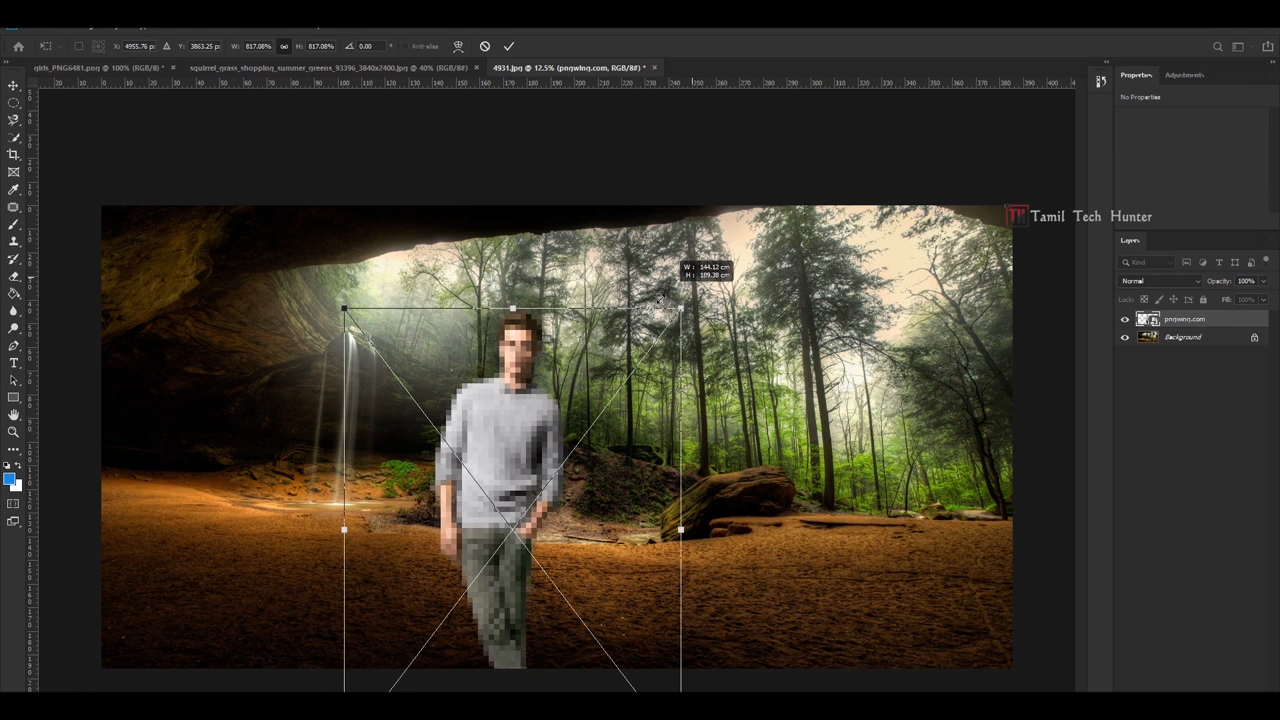 X: 4955.76 p: Y: 3863.25 p: W: 817.08% H: 817.08% 0.00 ° Anti-alias
girls_PNG6481.png @ 100% (RGB/8) * × squirrel_grass_shopping_summer_greens_93396_3840x2400.jpg @ 40% (RGB/8#) × 4931.jpg @ 12.5% (pngwing.com, RGB/8#) * ×
Properties Adjustments
No Properties
TH Tamil Tech Hunter
Layers
Kind
W: 144.12 cm
H: 189.38 cm
Normal Opacity: 100%
Lock: Fill: 100%
pngwing.com
Background